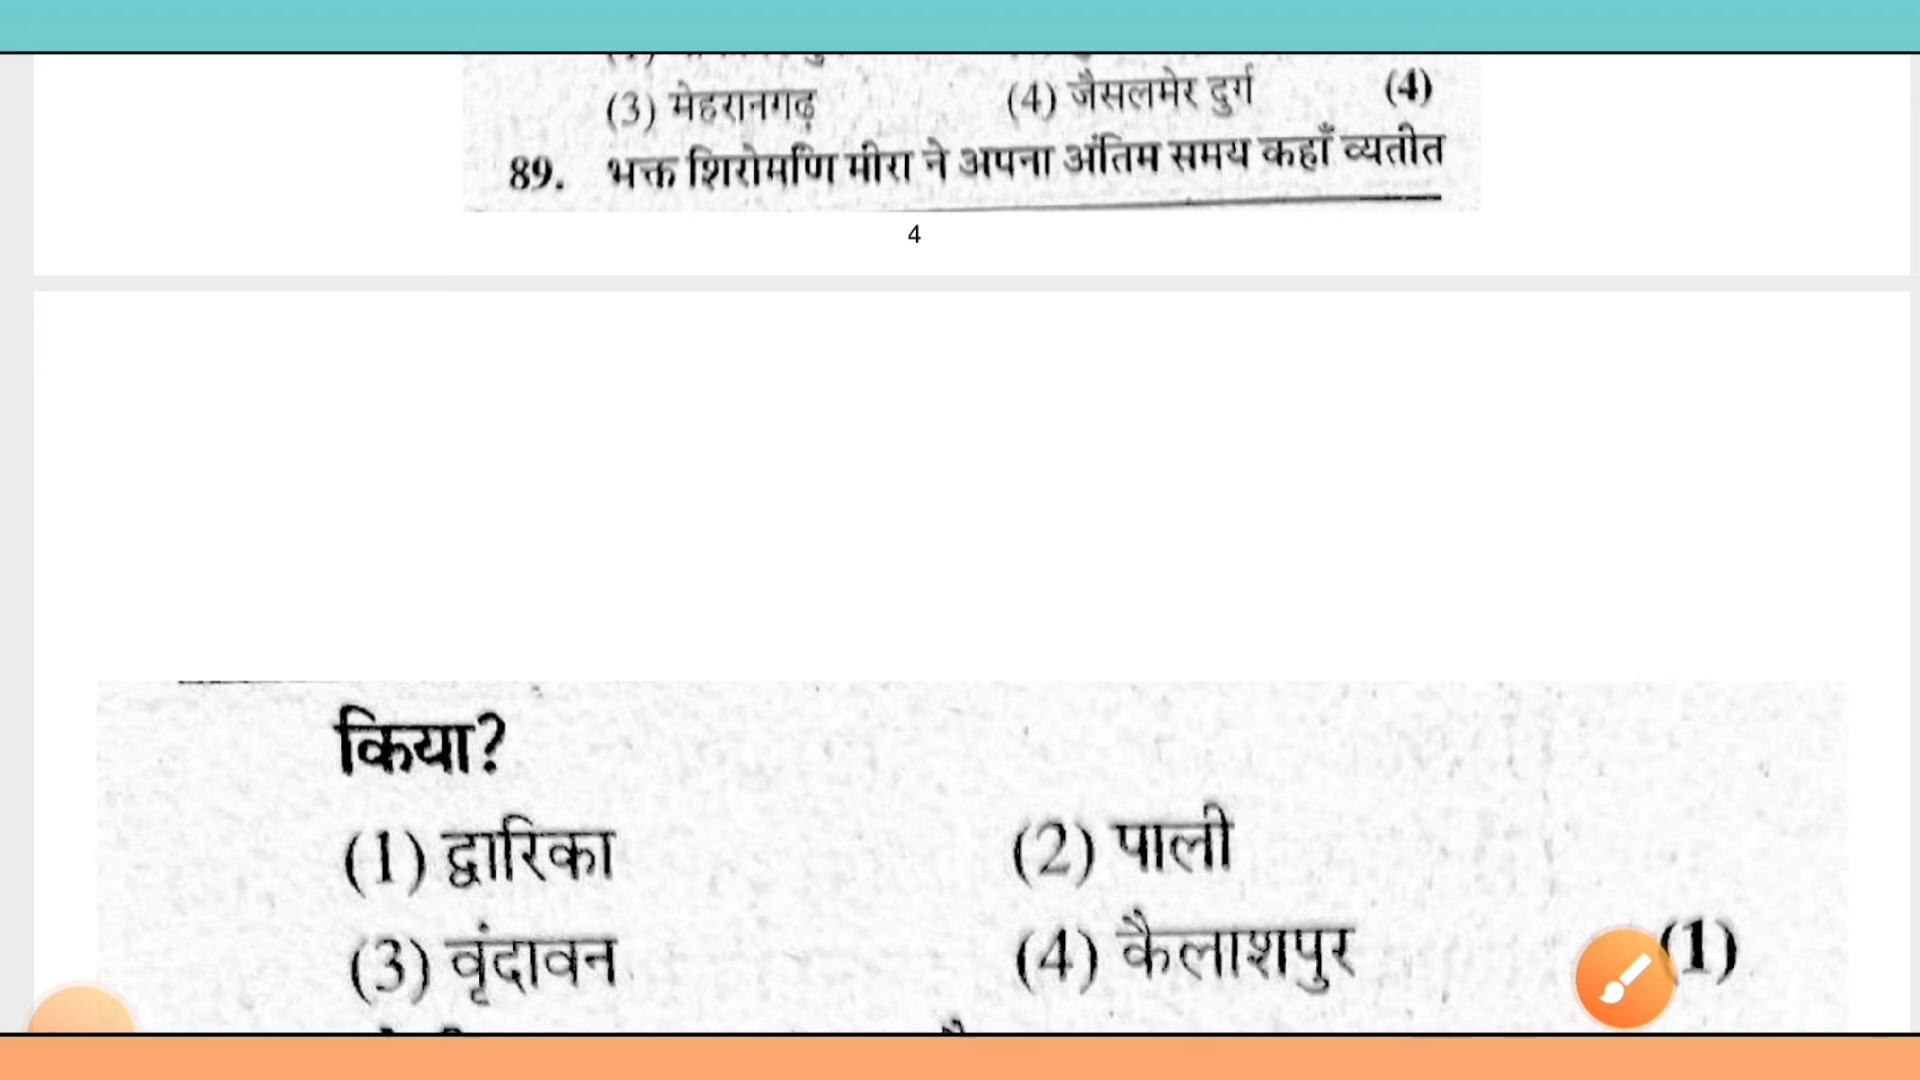 (3) मेहरानगढ़ (4) जैसलमेर दुर्ग (4)
89. भक्त शिरोमणि मीरा ने अपना अंतिम समय कहाँ व्यतीत
4
किया?
(1) द्वारिका (2) पाली
(3) वृंदावन (4) कैलाशपुर (1)